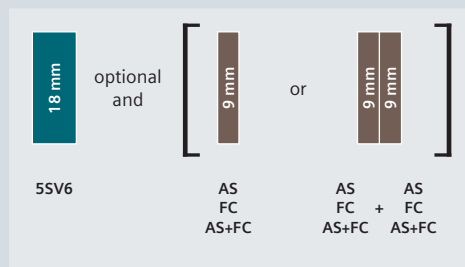 18 mm
optional
and
9 mm
or
9 mm
9 mm
5SV6
AS
FC
AS+FC
AS AS
FC + FC
AS+FC AS+FC